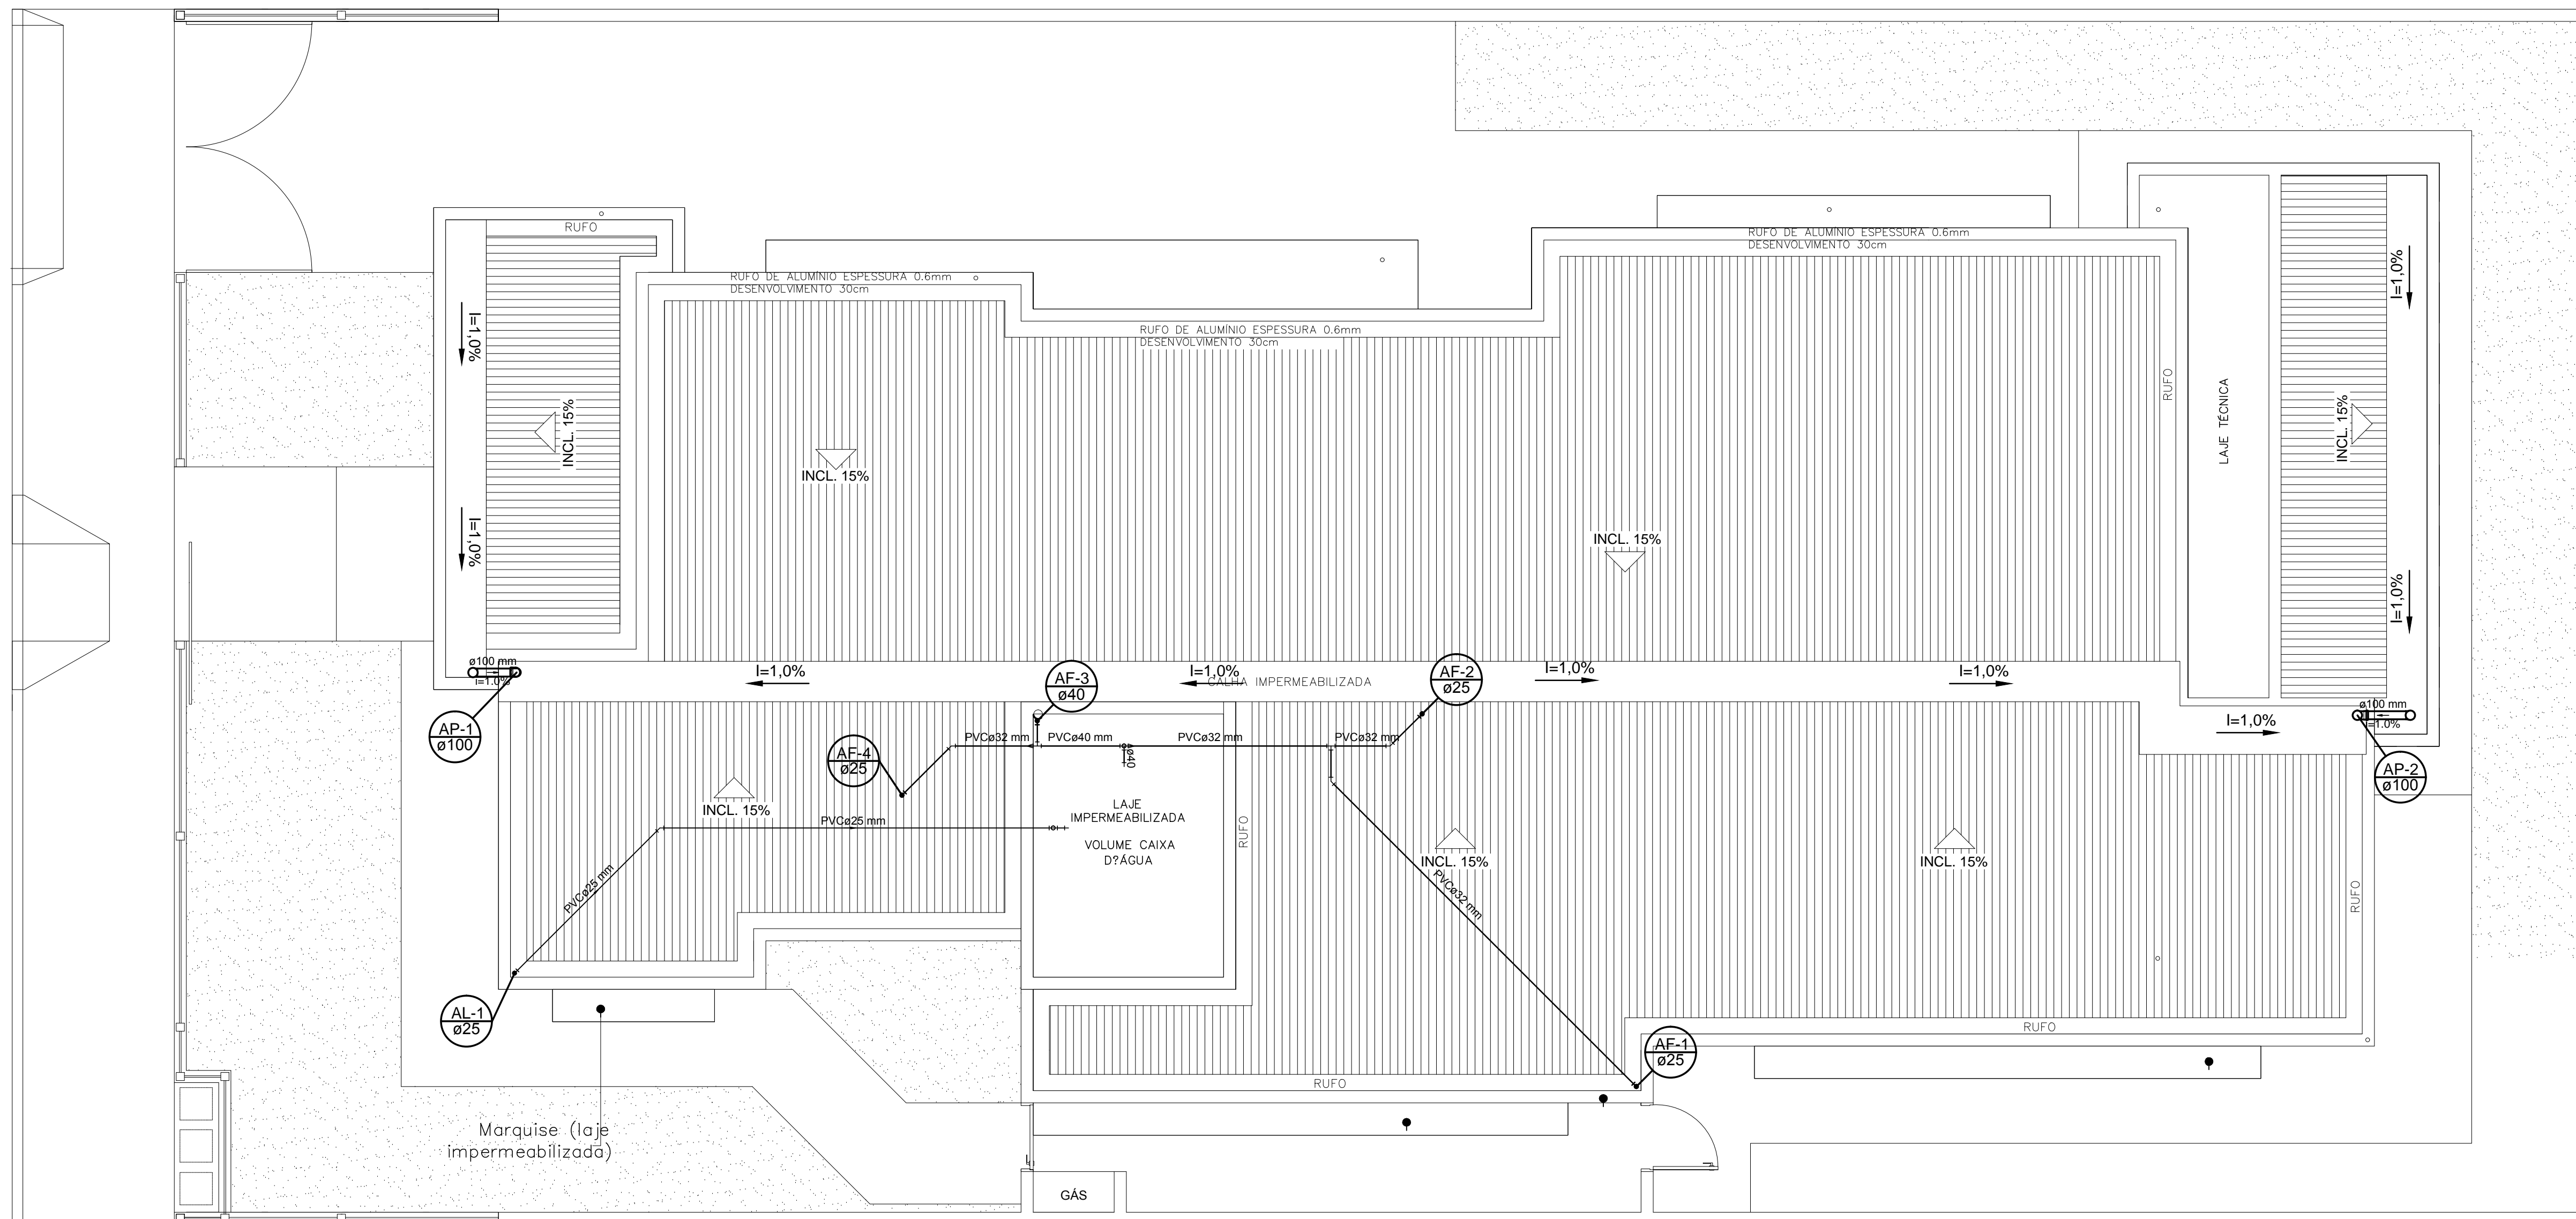 RUFO
RUFO DE ALUMÍNIO ESPESSURA 0.6mm
DESENVOLVIMENTO 30cm
RUFO DE ALUMÍNIO ESPESSURA 0.6mm
DESENVOLVIMENTO 30cm
RUFO DE ALUMÍNIO ESPESSURA 0.6mm
DESENVOLVIMENTO 30cm
I=1,0%
I=1,0%
INCL. 15%
INCL. 15%
INCL. 15%
RUFO
LAJE TÉCNICA
INCL. 15%
I=1,0%
I=1,0%
ø100 mm
i=1.0%
AP-1
ø100
I=1,0%
I=1,0%
CALHA IMPERMEABILIZADA
I=1,0%
I=1,0%
I=1,0%
AF-3
ø40
AF-2
ø25
ø100 mm
i=1.0%
AP-2
ø100
AF-4
ø25
PVCø32 mm
PVCø40 mm
ø40
PVCø32 mm
PVCø32 mm
INCL. 15%
PVCø25 mm
PVCø25 mm
LAJE
IMPERMEABILIZADA
VOLUME CAIXA
D?ÁGUA
RUFO
INCL. 15%
INCL. 15%
PVCø32 mm
RUFO
AL-1
ø25
AF-1
ø25
RUFO
RUFO
Marquise (laje
impermeabilizada)
GÁS